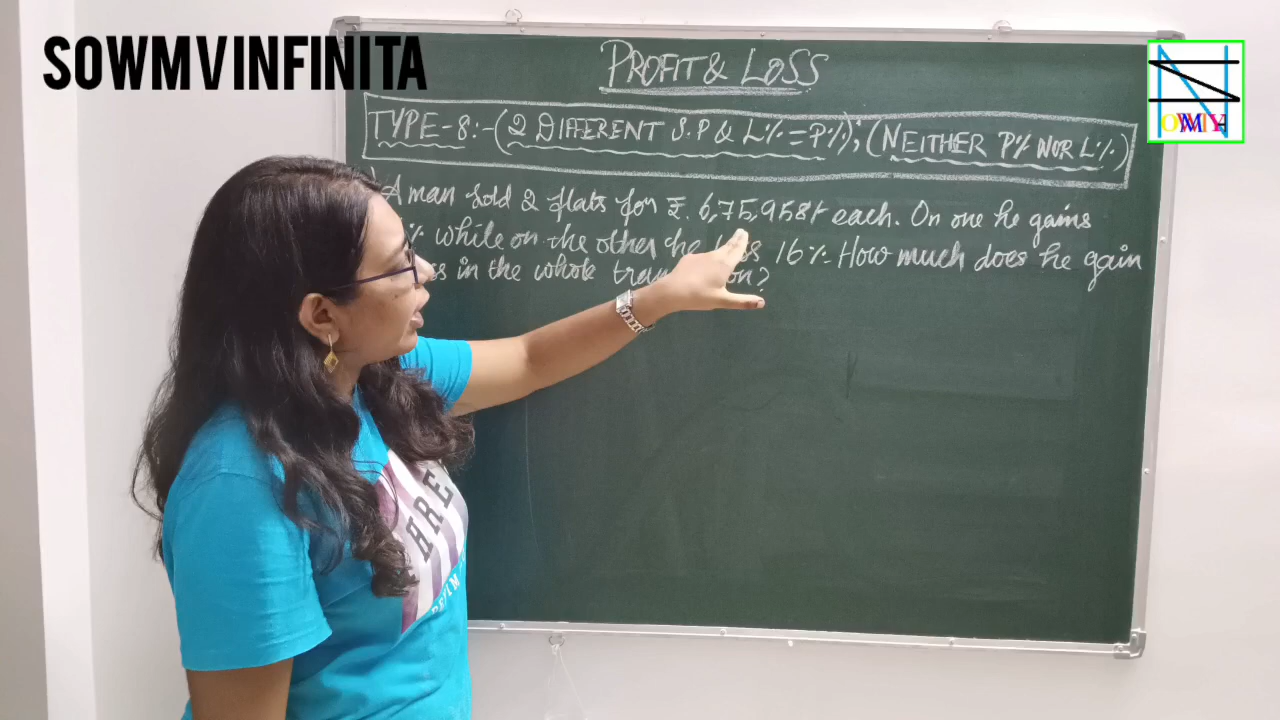 SOWMVINFINITA
PROFIT & LOSS
TYPE-8:-(2 DIFFERENT S.P & L%=P%);(NEITHER P% NOR L%)
A man sold 2 flats for ₹. 6,75,958/- each. On one he gains
% while on the other he 16%. How much does he gain
in the whole ?